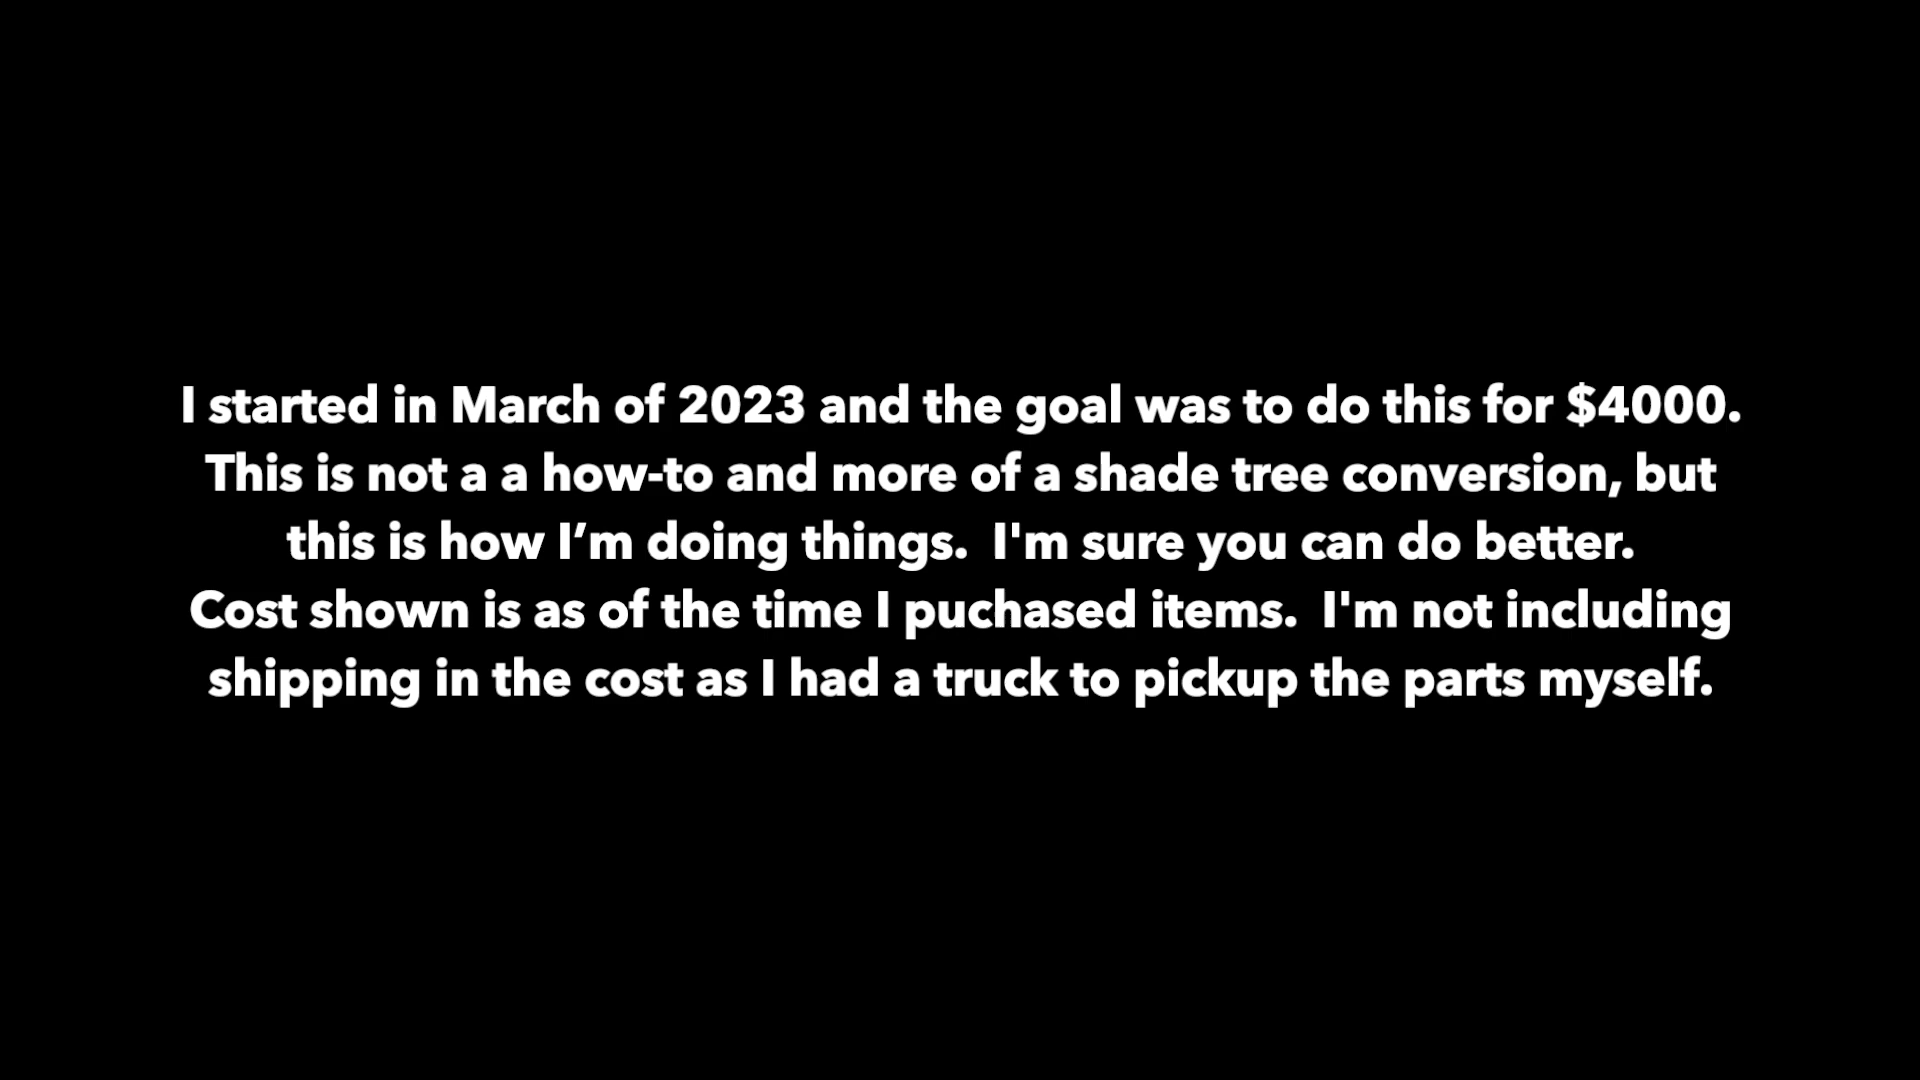 I started in March of 2023 and the goal was to do this for $4000.
This is not a a how-to and more of a shade tree conversion, but
this is how I’m doing things.  I'm sure you can do better.
Cost shown is as of the time I puchased items.  I'm not including
shipping in the cost as I had a truck to pickup the parts myself.